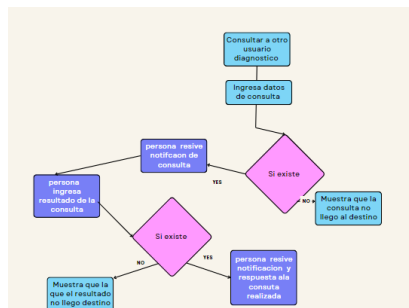 Consultar a otro
usuario
diagnostico
Ingresa datos
de consulta
persona resive
notifcaon de
consulta
Si existe
YES
NO
persona
ingresa
resultado de la
consulta
Muestra que la
consulta no
llego al destino
Si existe
NO
YES
persona resive
notificacion y
respuesta ala
consuta
realizada
Muestra que la
que el resultado
no llego destino